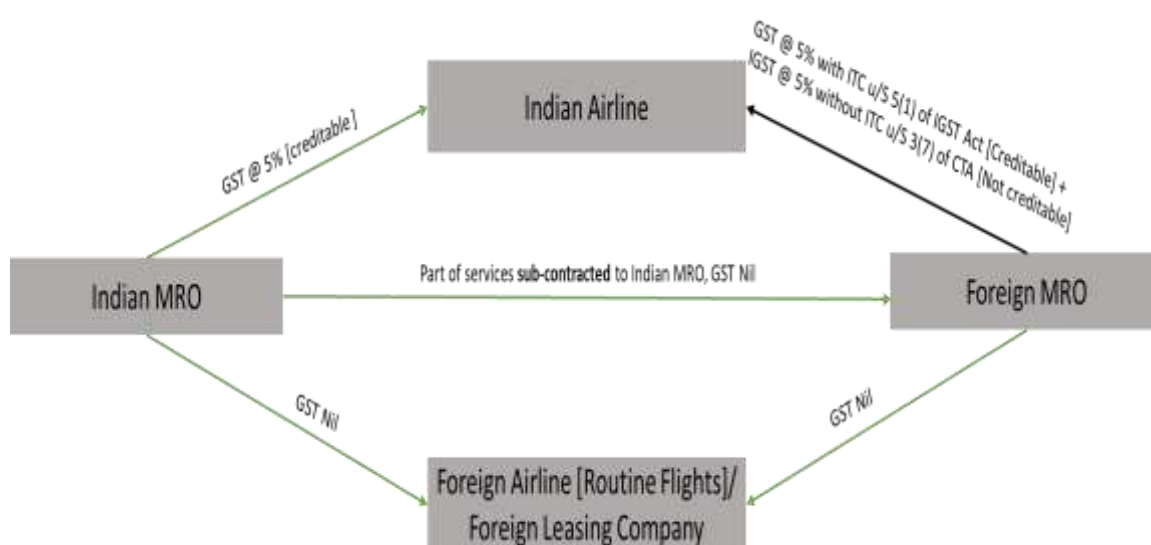 GST @ 5% with ITC u/S 5(1) of IGST Act [Creditable] +
IGST @ 5% without ITC u/S 3(7) of CTA [Not creditable]
Indian Airline
GST @ 5% [creditable]
Part of services sub-contracted to Indian MRO, GST Nil
Indian MRO
Foreign MRO
GST Nil
GST Nil
Foreign Airline [Routine Flights]/
Foreign Leasing Company